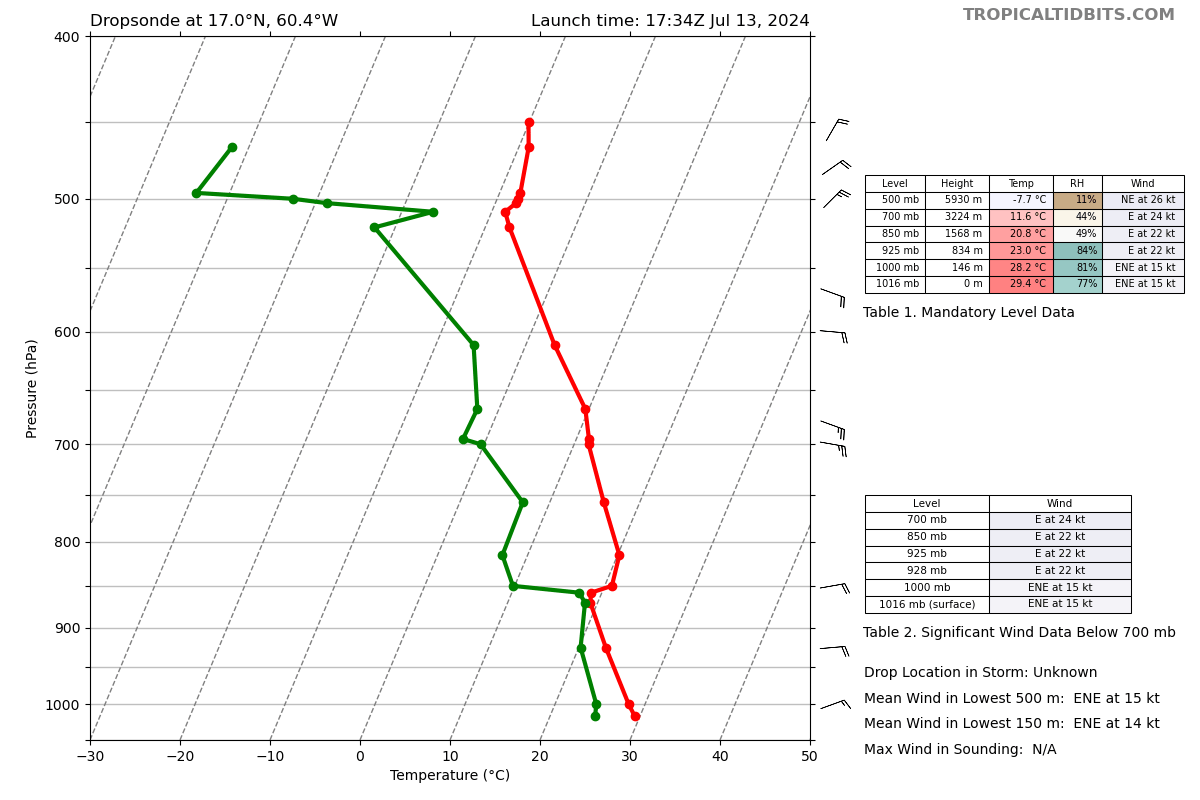 Dropsonde at 17.0°N, 60.4°W
Launch time: 17:34Z Jul 13, 2024
TROPICALTIDBITS.COM
400
500
600
700
800
900
1000
Pressure (hPa)
−30 −20 −10 0 10 20 30 40 50
Temperature (°C)
Level Height Temp RH Wind
500 mb 5930 m -7.7 °C 11% NE at 26 kt
700 mb 3224 m 11.6 °C 44% E at 24 kt
850 mb 1568 m 20.8 °C 49% E at 22 kt
925 mb 834 m 23.0 °C 84% E at 22 kt
1000 mb 146 m 28.2 °C 81% ENE at 15 kt
1016 mb 0 m 29.4 °C 77% ENE at 15 kt
Table 1. Mandatory Level Data
Level Wind
700 mb E at 24 kt
850 mb E at 22 kt
925 mb E at 22 kt
928 mb E at 22 kt
1000 mb ENE at 15 kt
1016 mb (surface) ENE at 15 kt
Table 2. Significant Wind Data Below 700 mb
Drop Location in Storm: Unknown
Mean Wind in Lowest 500 m: ENE at 15 kt
Mean Wind in Lowest 150 m: ENE at 14 kt
Max Wind in Sounding: N/A